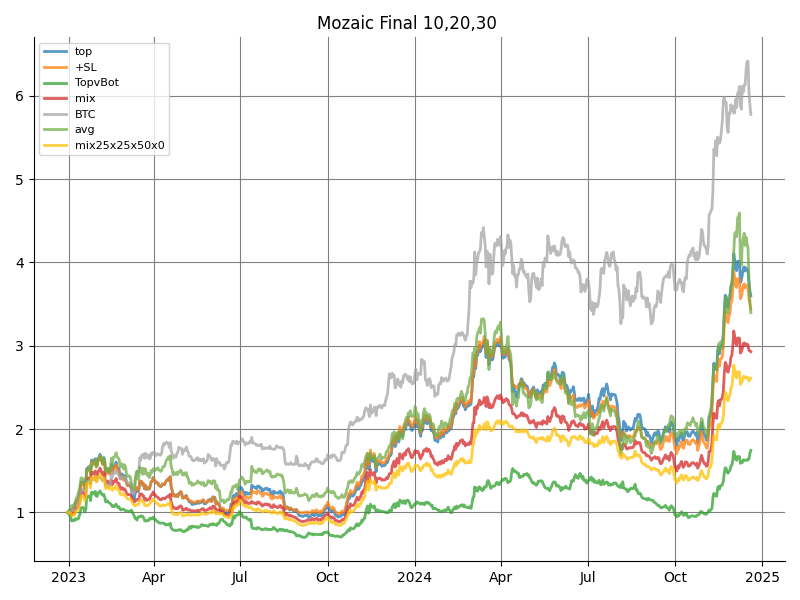 Mozaic Final 10,20,30
top
+SL
TopvBot
mix
BTC
avg
mix25x25x50x0
6
5
4
3
2
1
2023
Apr
Jul
Oct
2024
Apr
Jul
Oct
2025